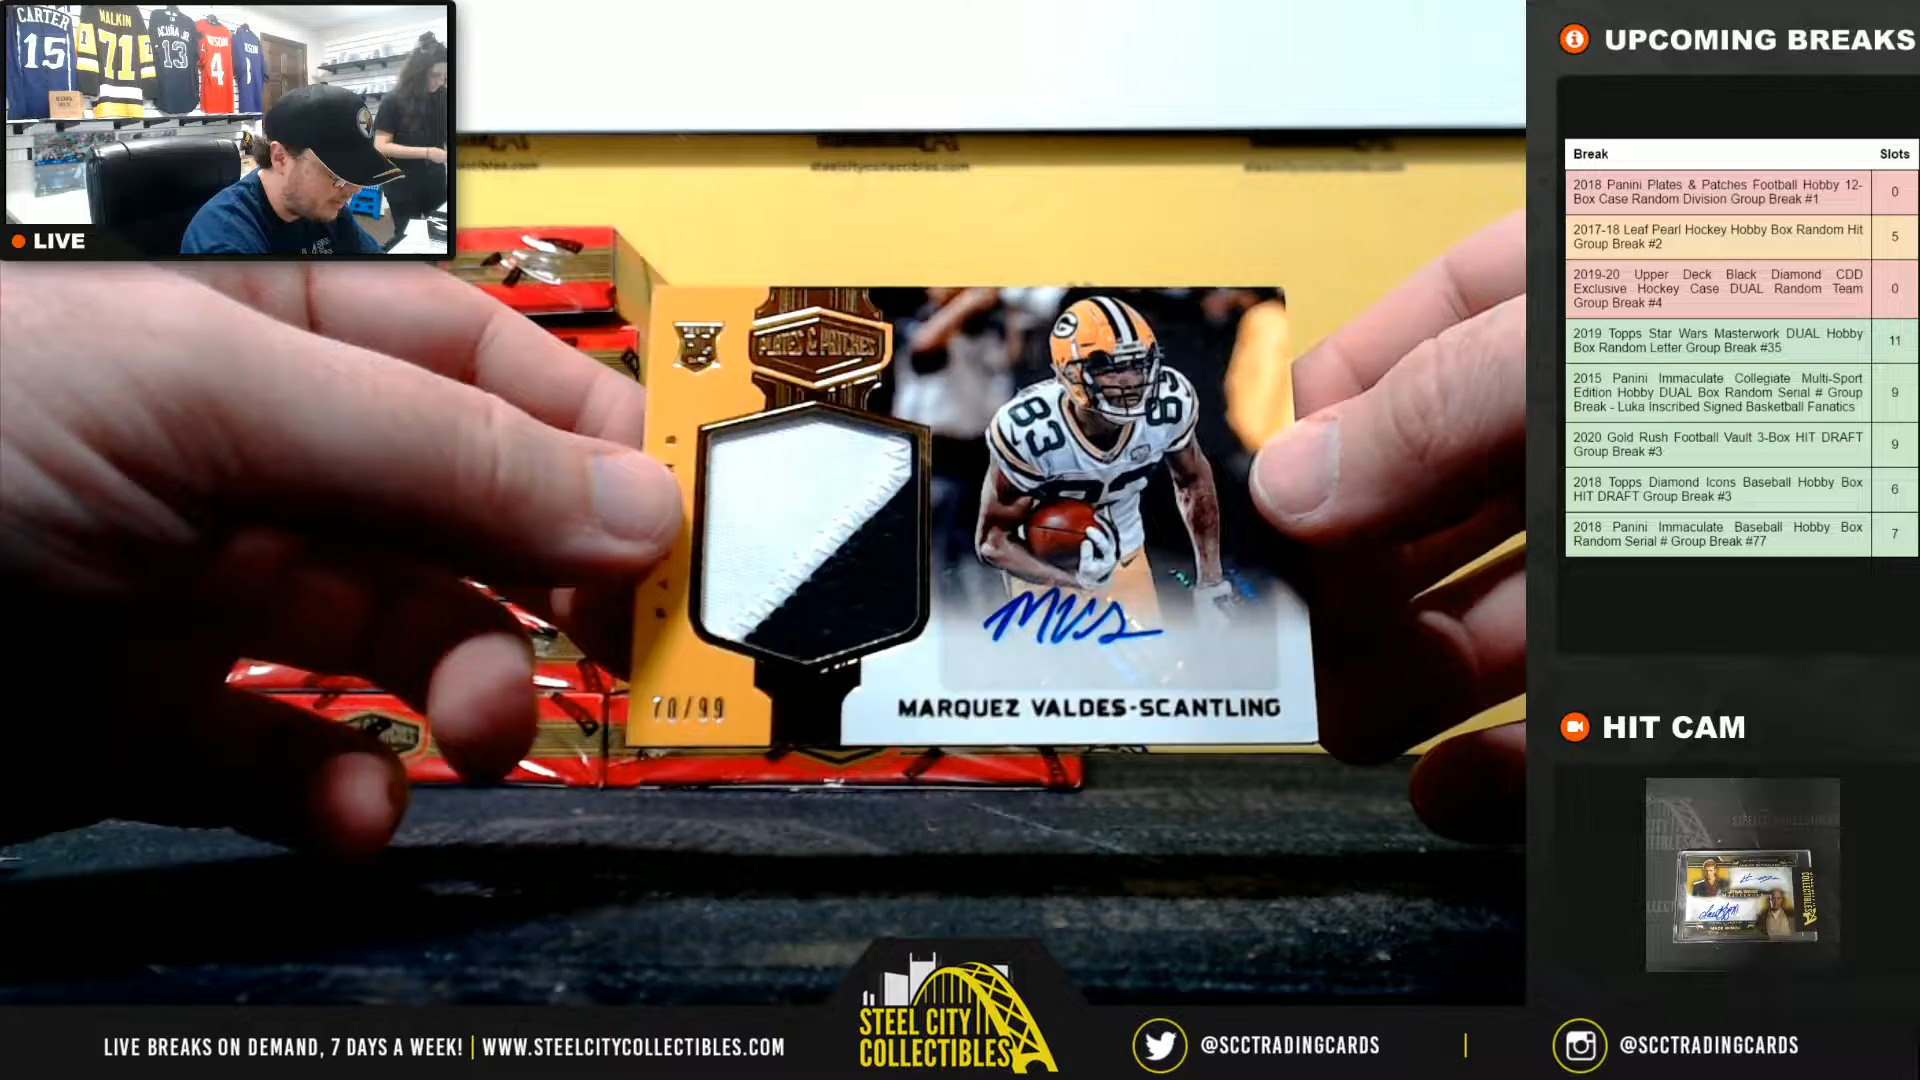 CARTER
15
MALKIN
71
ACUÑA JR
13
4
LIVE
steelcitycollectibles.com
PLATES & PATCHES
83
MVS
70/99
MARQUEZ VALDES-SCANTLING
UPCOMING BREAKS
Break Slots
2018 Panini Plates & Patches Football Hobby 12-
Box Case Random Division Group Break #1 0
2017-18 Leaf Pearl Hockey Hobby Box Random Hit
Group Break #2 5
2019-20 Upper Deck Black Diamond CDD
Exclusive Hockey Case DUAL Random Team
Group Break #4 0
2019 Topps Star Wars Masterwork DUAL Hobby
Box Random Letter Group Break #35 11
2015 Panini Immaculate Collegiate Multi-Sport
Edition Hobby DUAL Box Random Serial # Group
Break - Luka Inscribed Signed Basketball Fanatics 9
2020 Gold Rush Football Vault 3-Box HIT DRAFT
Group Break #3 9
2018 Topps Diamond Icons Baseball Hobby Box
HIT DRAFT Group Break #3 6
2018 Panini Immaculate Baseball Hobby Box
Random Serial # Group Break #77 7
HIT CAM
LIVE BREAKS ON DEMAND, 7 DAYS A WEEK! | WWW.STEELCITYCOLLECTIBLES.COM
STEEL CITY
COLLECTIBLES
@SCCTRADINGCARDS
@SCCTRADINGCARDS